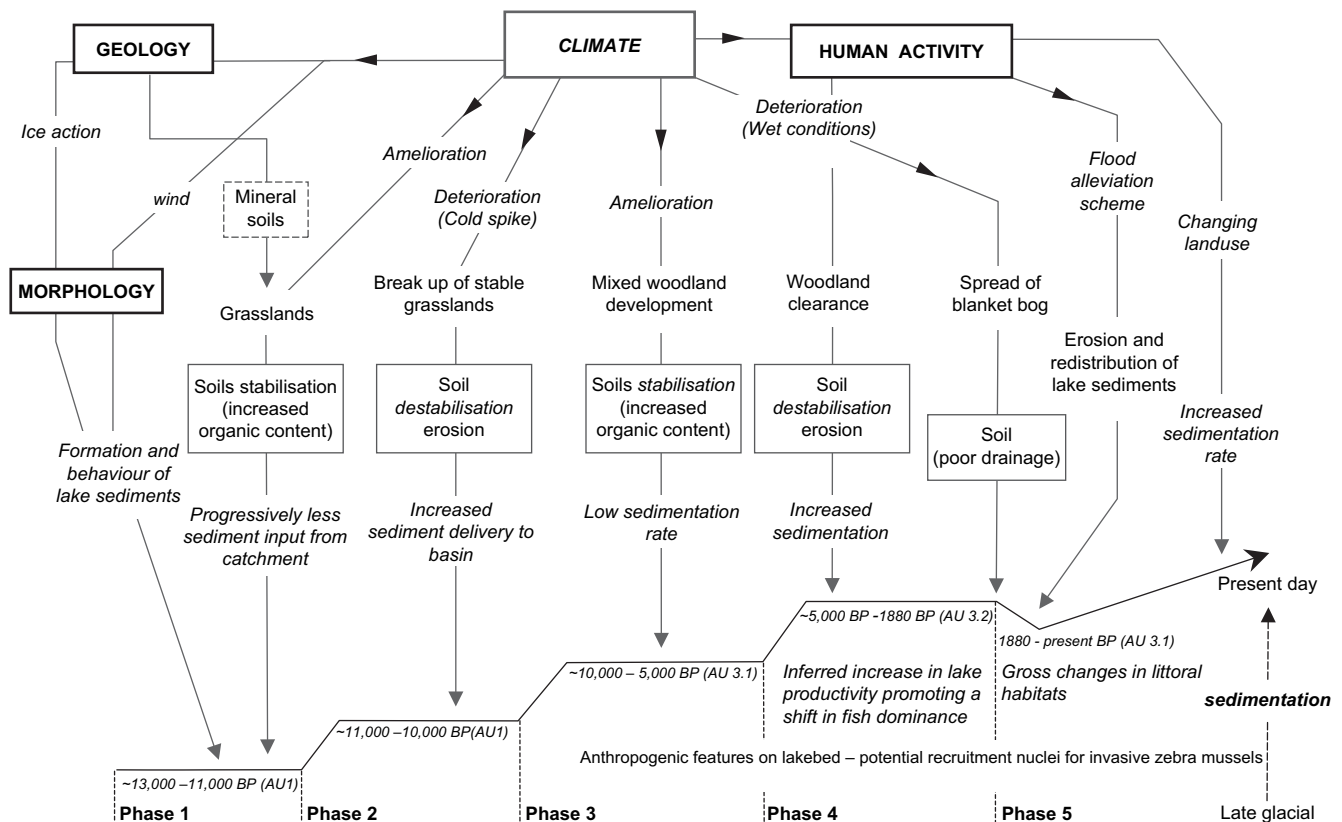 GEOLOGY
CLIMATE
HUMAN ACTIVITY
Ice action
wind
Mineral
soils
Amelioration
Deterioration
(Cold spike)
Amelioration
Deterioration
(Wet conditions)
Flood
alleviation
scheme
Changing
landuse
MORPHOLOGY
Grasslands
Break up of stable
grasslands
Mixed woodland
development
Woodland
clearance
Spread of
blanket bog
Erosion and
redistribution of
lake sediments
Soils stabilisation
(increased
organic content)
Soil
destabilisation
erosion
Soils stabilisation
(increased
organic content)
Soil
destabilisation
erosion
Soil
(poor drainage)
Increased
sedimentation
rate
Formation and
behaviour of
lake sediments
Progressively less
sediment input from
catchment
Increased
sediment delivery to
basin
Low sedimentation
rate
Increased
sedimentation
Present day
~13,000 –11,000 BP (AU1)
~11,000 –10,000 BP(AU1)
~10,000 – 5,000 BP (AU 3.1)
~5,000 BP -1880 BP (AU 3.2)
1880 - present BP (AU 3.1)
Inferred increase in lake
productivity promoting a
shift in fish dominance
Gross changes in littoral
habitats
sedimentation
Anthropogenic features on lakebed – potential recruitment nuclei for invasive zebra mussels
Phase 1
Phase 2
Phase 3
Phase 4
Phase 5
Late glacial